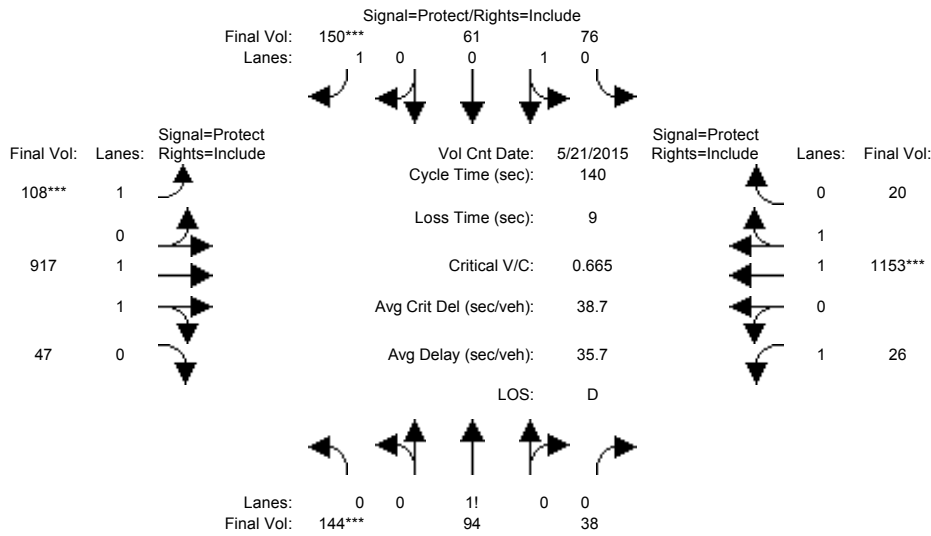 Signal=Protect/Rights=Include
Final Vol: 150*** 61 76
Lanes: 1 0 0 1 0
Signal=Protect Signal=Protect
Final Vol: Lanes: Rights=Include Vol Cnt Date: 5/21/2015 Rights=Include Lanes: Final Vol:
Cycle Time (sec): 140
108*** 1 0 20
Loss Time (sec): 9
0 1
917 1 Critical V/C: 0.665 1 1153***
1 Avg Crit Del (sec/veh): 38.7 0
47 0 Avg Delay (sec/veh): 35.7 1 26
LOS: D
Lanes: 0 0 1! 0 0
Final Vol: 144*** 94 38